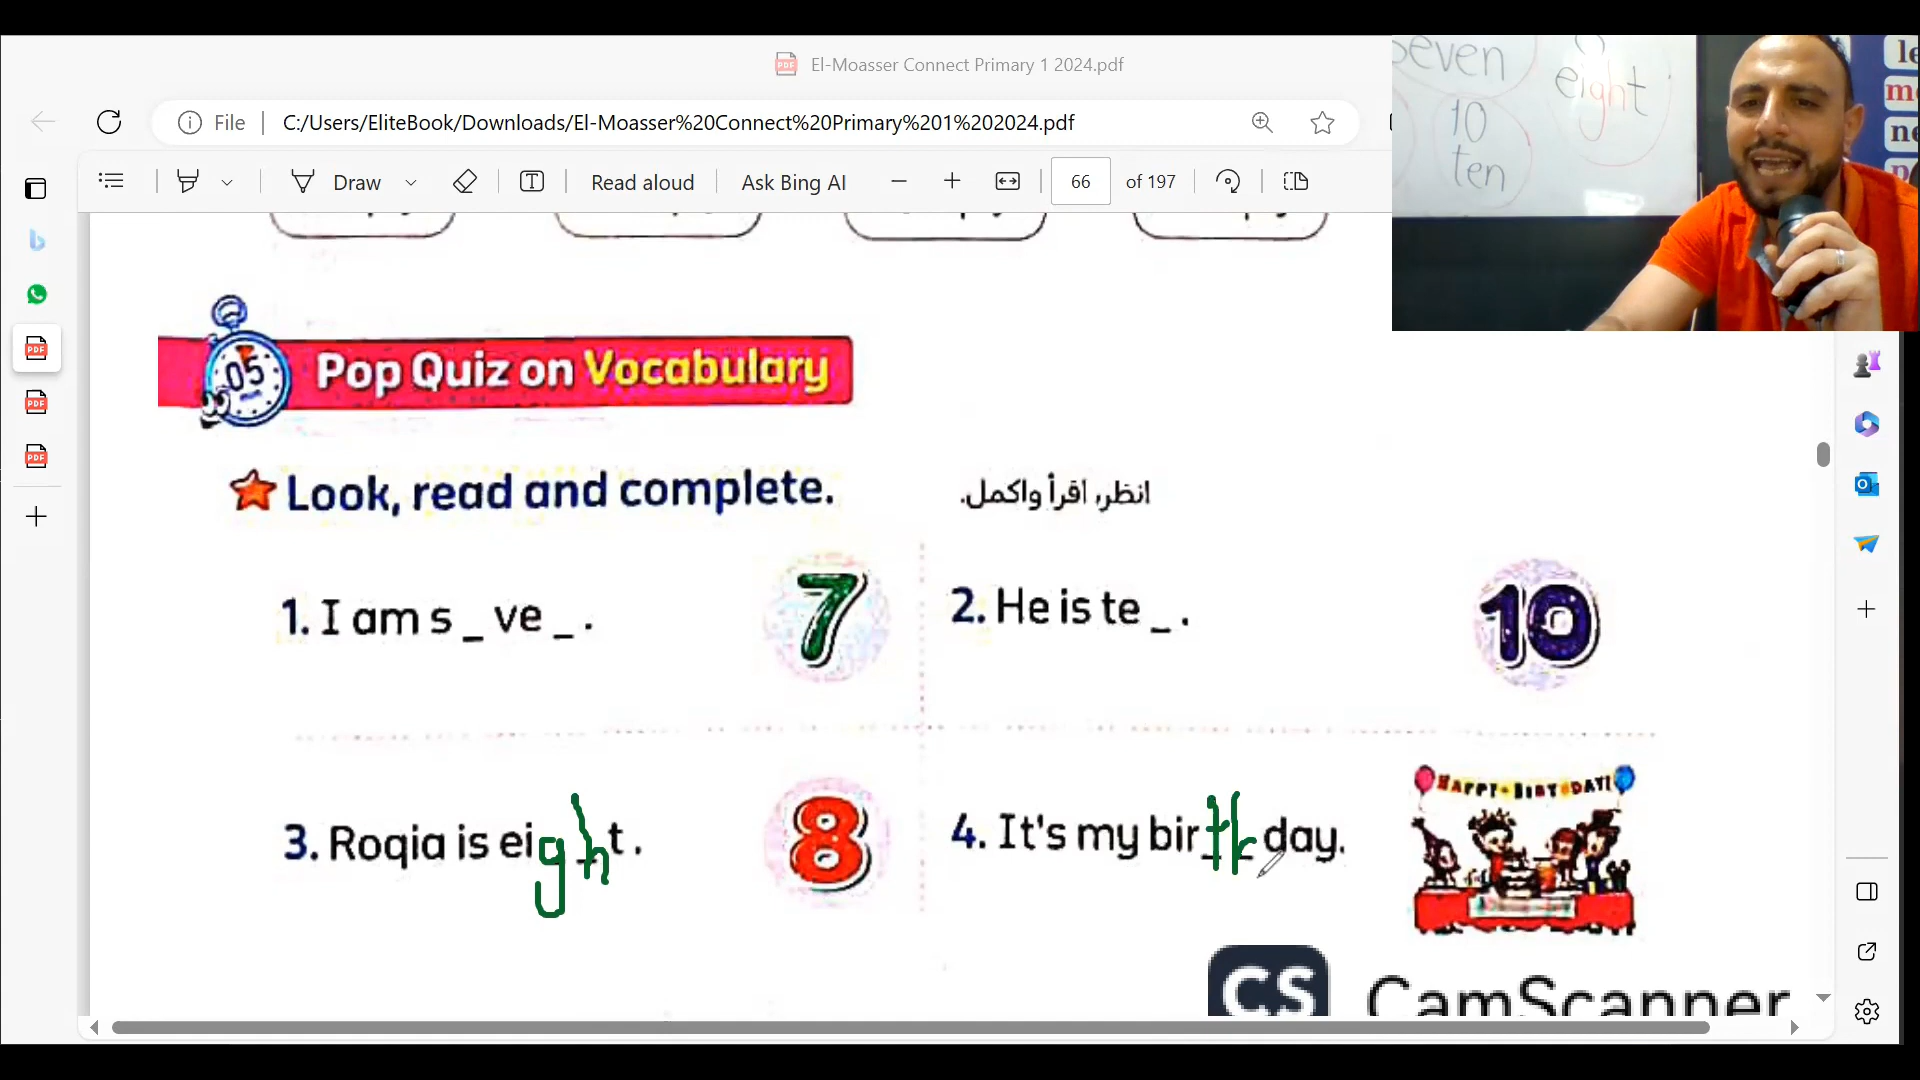 El-Moasser Connect Primary 1 2024.pdf
File C:/Users/EliteBook/Downloads/El-Moasser%20Connect%20Primary%201%202024.pdf
Draw Read aloud Ask Bing AI 66 of 197
seven
eight
10
ten
05
Pop Quiz on Vocabulary
Look, read and complete.
انظر، اقرأ واكمل.
1. I am s _ ve _ .
7
2. He is te _ .
10
3. Roqia is eight.
8
4. It's my birthday.
HAPPY BIRTHDAY!
CS CamScanner